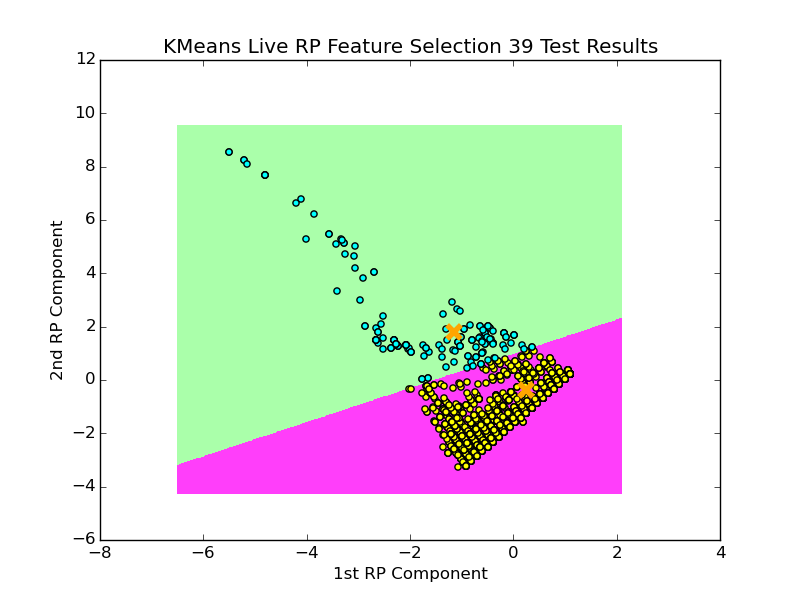 KMeans Live RP Feature Selection 39 Test Results
12
10
8
6
4
2
0
−2
−4
−6
2nd RP Component
−8 −6 −4 −2 0 2 4
1st RP Component